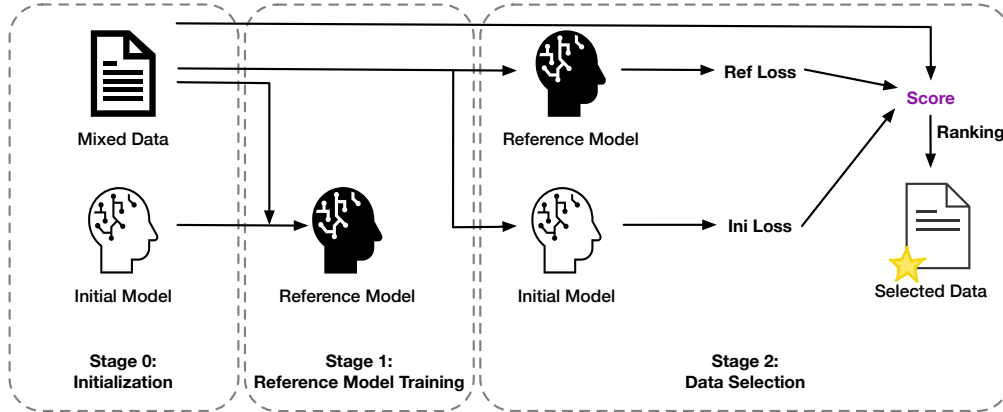 Mixed Data
Initial Model
Stage 0:
Initialization
Reference Model
Stage 1:
Reference Model Training
Reference Model
Ref Loss
Score
Ranking
Initial Model
Ini Loss
Selected Data
Stage 2:
Data Selection